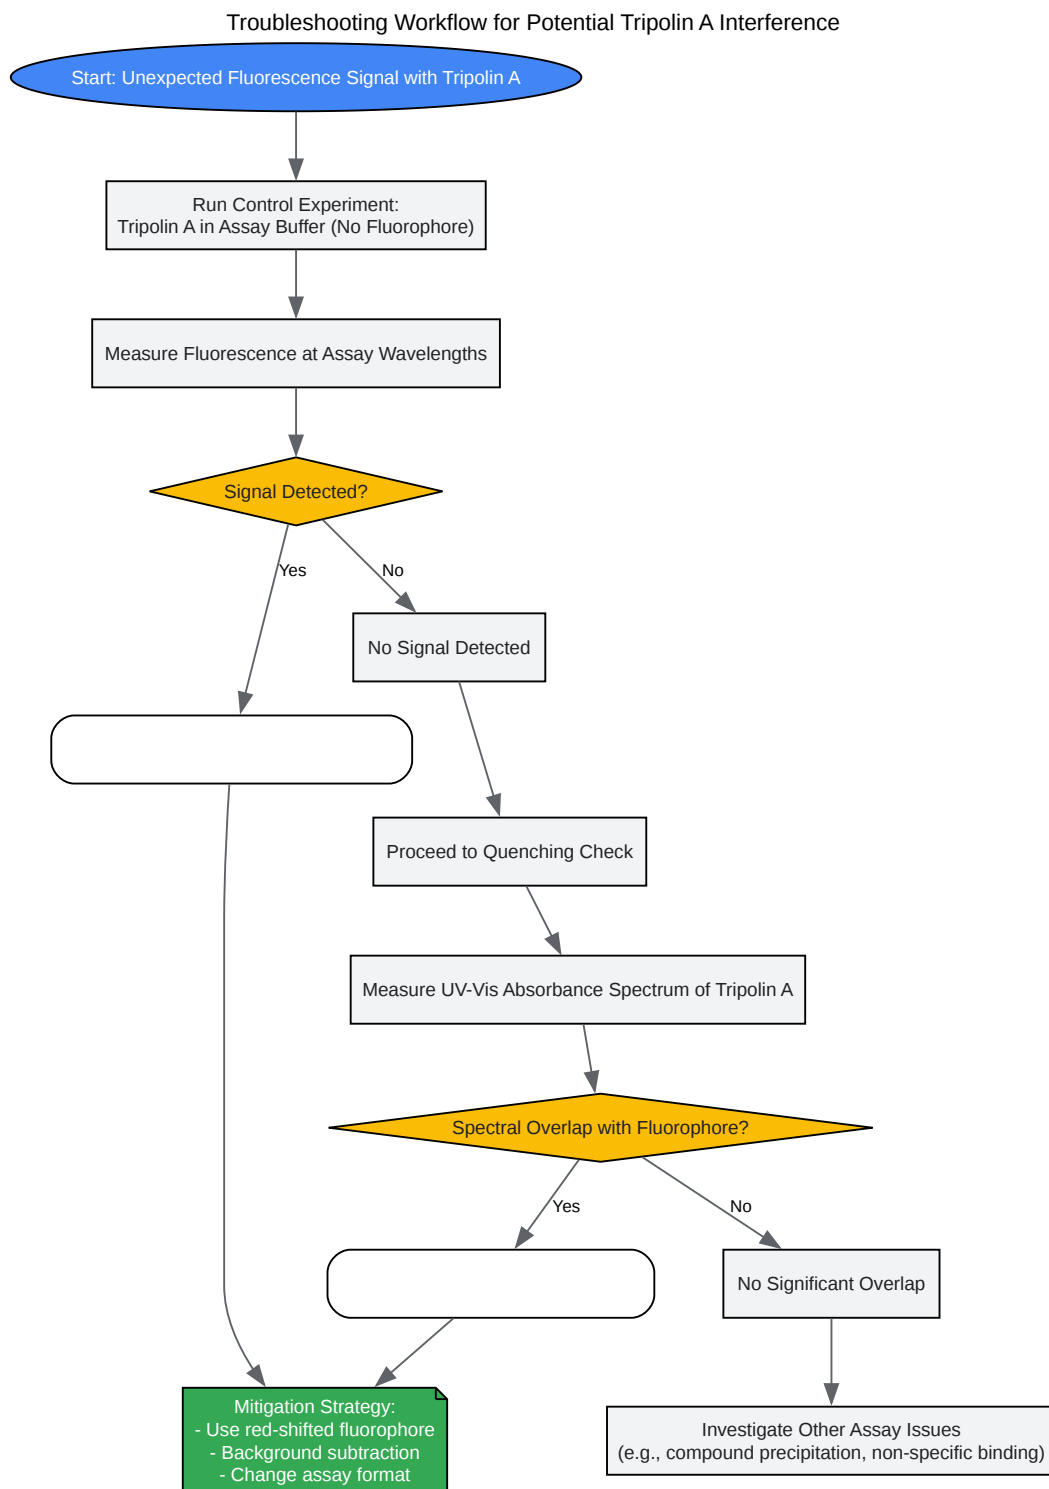 Troubleshooting Workflow for Potential Tripolin A Interference
Start: Unexpected Fluorescence Signal with Tripolin A
Run Control Experiment:
Tripolin A in Assay Buffer (No Fluorophore)
Measure Fluorescence at Assay Wavelengths
Signal Detected?
Yes
No
No Signal Detected
Proceed to Quenching Check
Measure UV-Vis Absorbance Spectrum of Tripolin A
Spectral Overlap with Fluorophore?
Yes
No
No Significant Overlap
Mitigation Strategy:
- Use red-shifted fluorophore
- Background subtraction
- Change assay format
Investigate Other Assay Issues
(e.g., compound precipitation, non-specific binding)